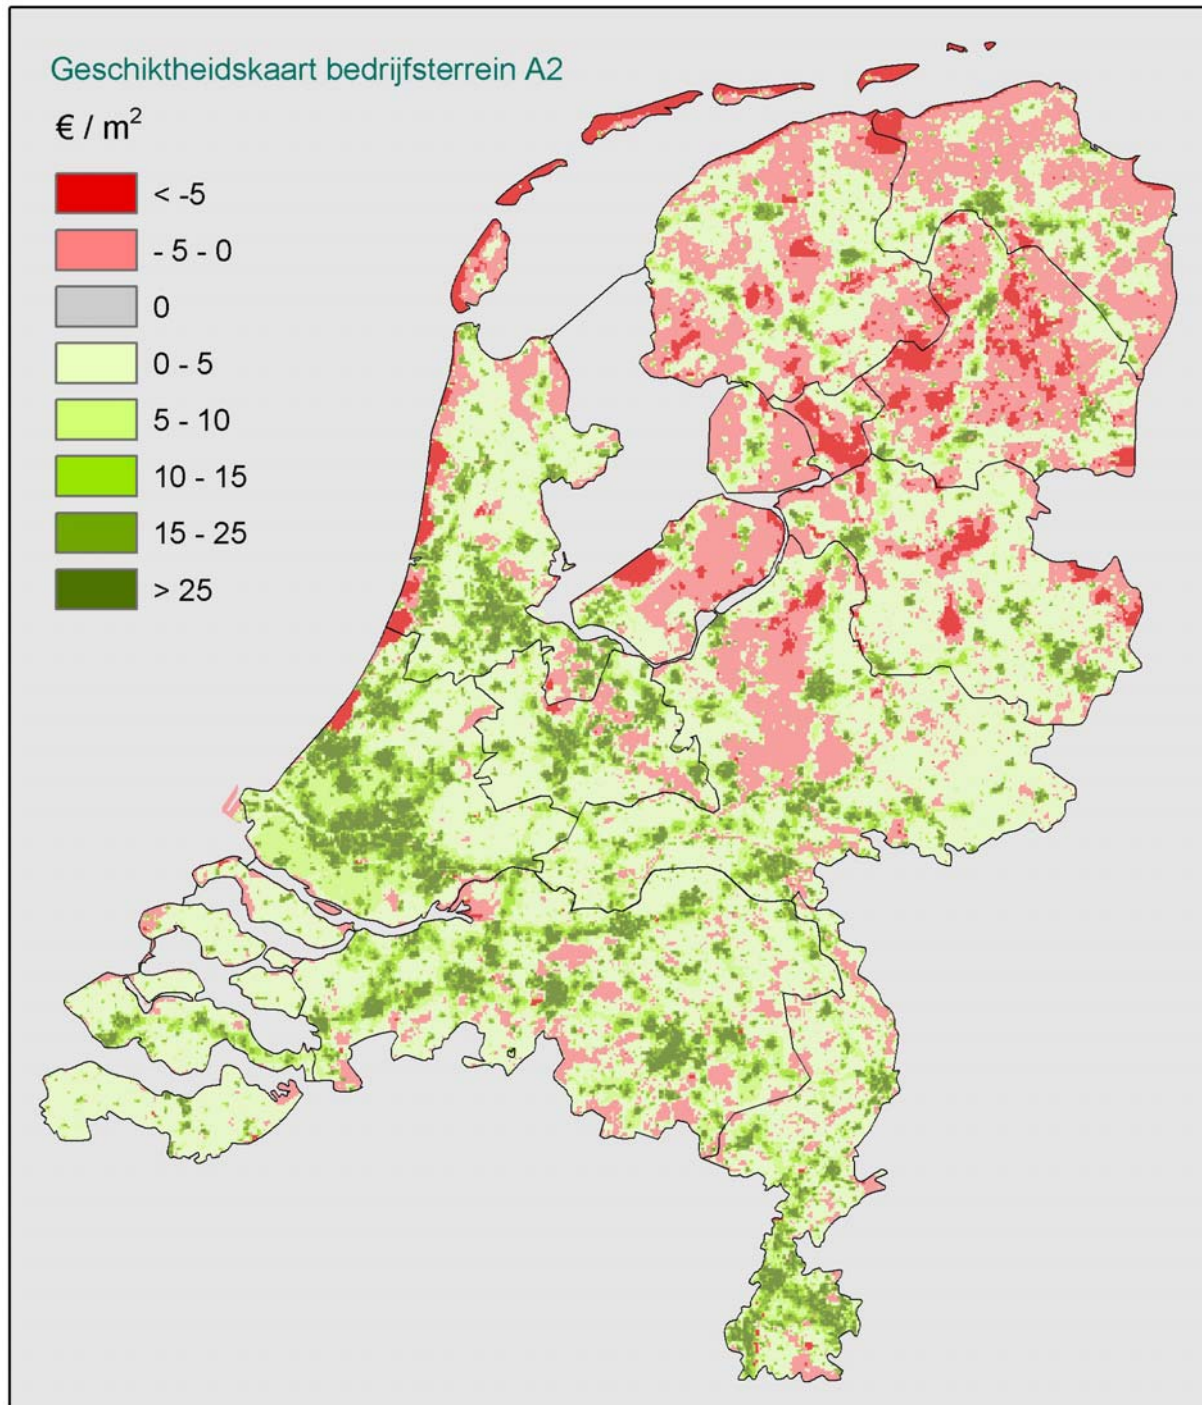 Geschiktheidskaart bedrijfsterrein A2
€ / m²
< -5
- 5 - 0
0
0 - 5
5 - 10
10 - 15
15 - 25
> 25